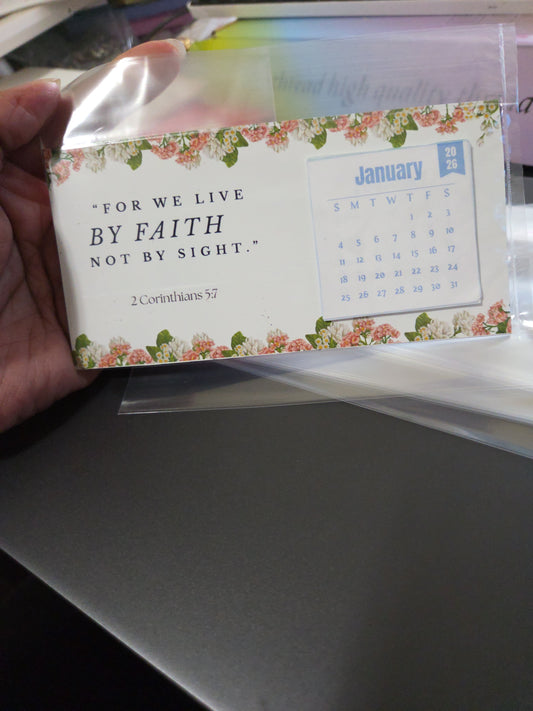 "FOR WE LIVE
BY FAITH
NOT BY SIGHT."
2 Corinthians 5:7
January
20
26
S M T W T F S
1 2 3
4 5 6 7 8 9 10
11 12 13 14 15 16 17
18 19 20 21 22 23 24
25 26 27 28 29 30 31
high quality